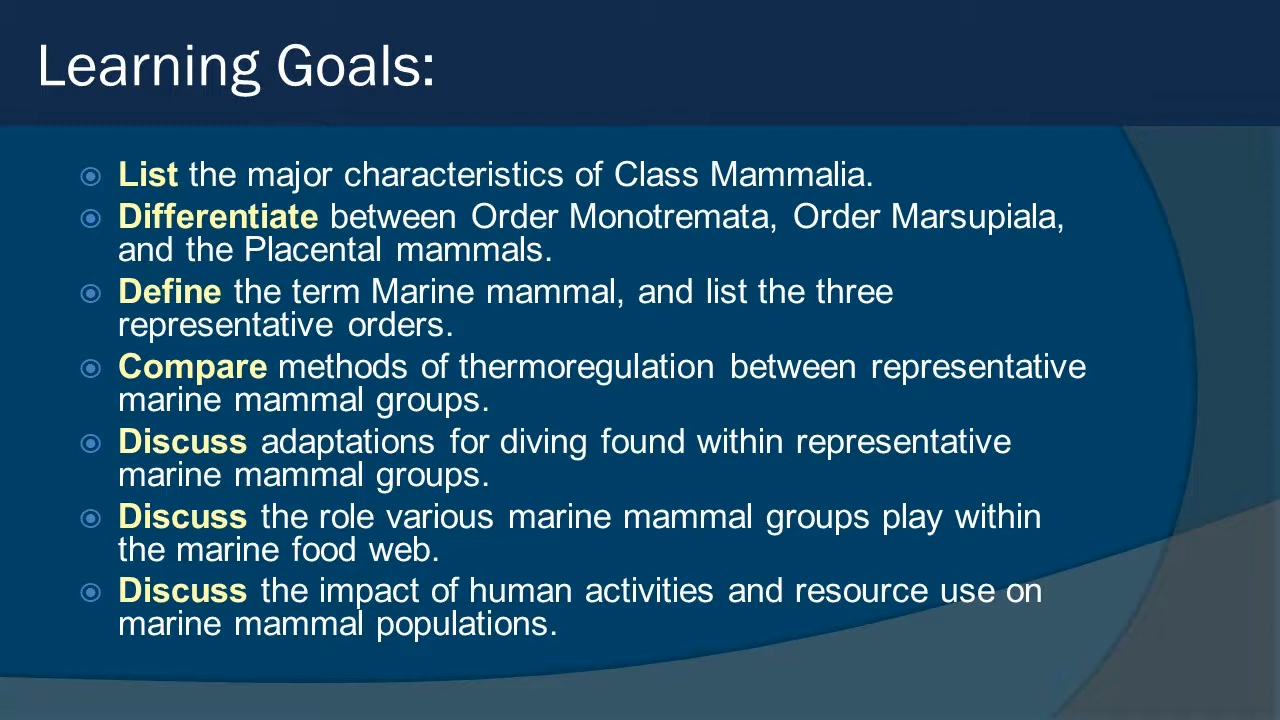 Learning Goals:
List the major characteristics of Class Mammalia.
Differentiate between Order Monotremata, Order Marsupiala,
and the Placental mammals.
Define the term Marine mammal, and list the three
representative orders.
Compare methods of thermoregulation between representative
marine mammal groups.
Discuss adaptations for diving found within representative
marine mammal groups.
Discuss the role various marine mammal groups play within
the marine food web.
Discuss the impact of human activities and resource use on
marine mammal populations.